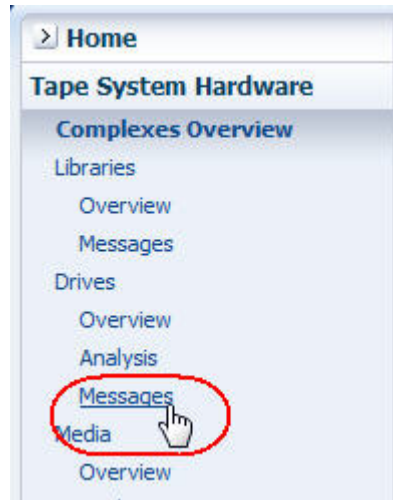 Home
Tape System Hardware
Complexes Overview
Libraries
Overview
Messages
Drives
Overview
Analysis
Messages
Media
Overview